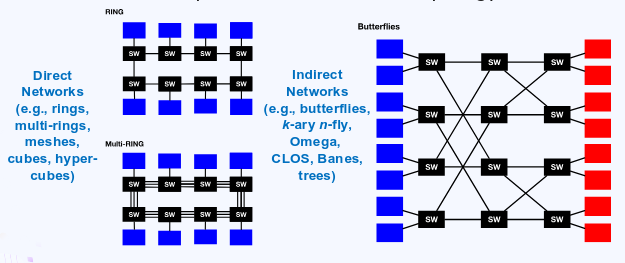 RING
SW SW SW SW
SW SW SW SW
Direct
Networks
(e.g., rings,
multi-rings,
meshes,
cubes, hyper-
cubes)
Multi-RING
SW SW SW SW
SW SW SW SW
Indirect
Networks
(e.g., butterflies,
k-ary n-fly,
Omega,
CLOS, Banes,
trees)
Butterflies
SW SW SW
SW SW SW
SW SW SW
SW SW SW